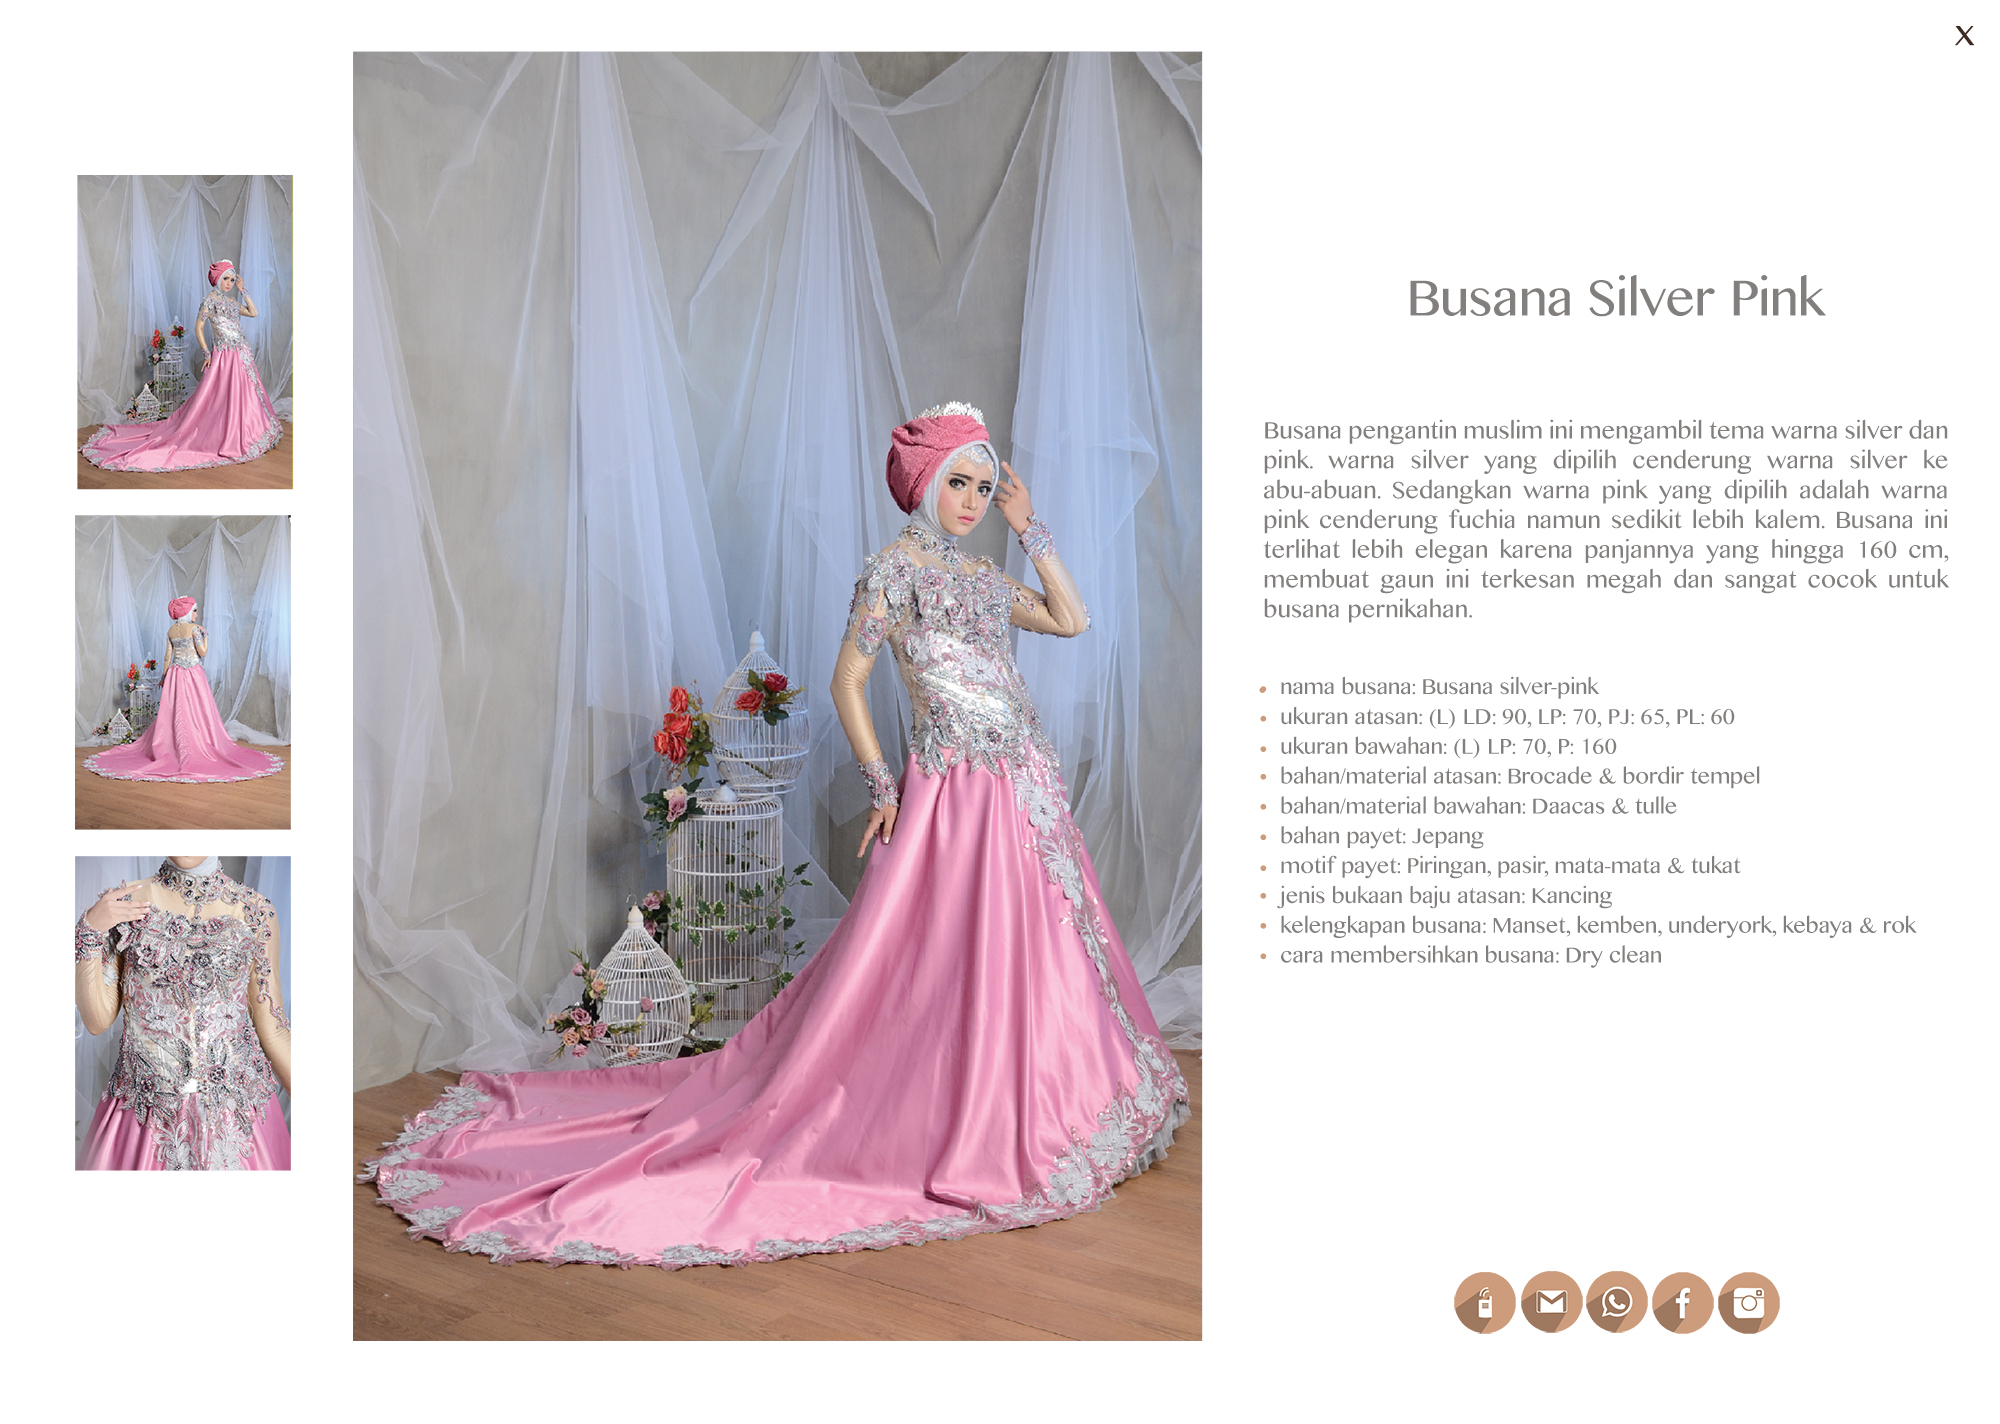 X
Busana Silver Pink
Busana pengantin muslim ini mengambil tema warna silver dan
pink. warna silver yang dipilih cenderung warna silver ke
abu-abuan. Sedangkan warna pink yang dipilih adalah warna
pink cenderung fuchia namun sedikit lebih kalem. Busana ini
terlihat lebih elegan karena panjannya yang hingga 160 cm,
membuat gaun ini terkesan megah dan sangat cocok untuk
busana pernikahan.
• nama busana: Busana silver-pink
• ukuran atasan: (L) LD: 90, LP: 70, PJ: 65, PL: 60
• ukuran bawahan: (L) LP: 70, P: 160
• bahan/material atasan: Brocade & bordir tempel
• bahan/material bawahan: Daacas & tulle
• bahan payet: Jepang
• motif payet: Piringan, pasir, mata-mata & tukat
• jenis bukaan baju atasan: Kancing
• kelengkapan busana: Manset, kemben, underyork, kebaya & rok
• cara membersihkan busana: Dry clean